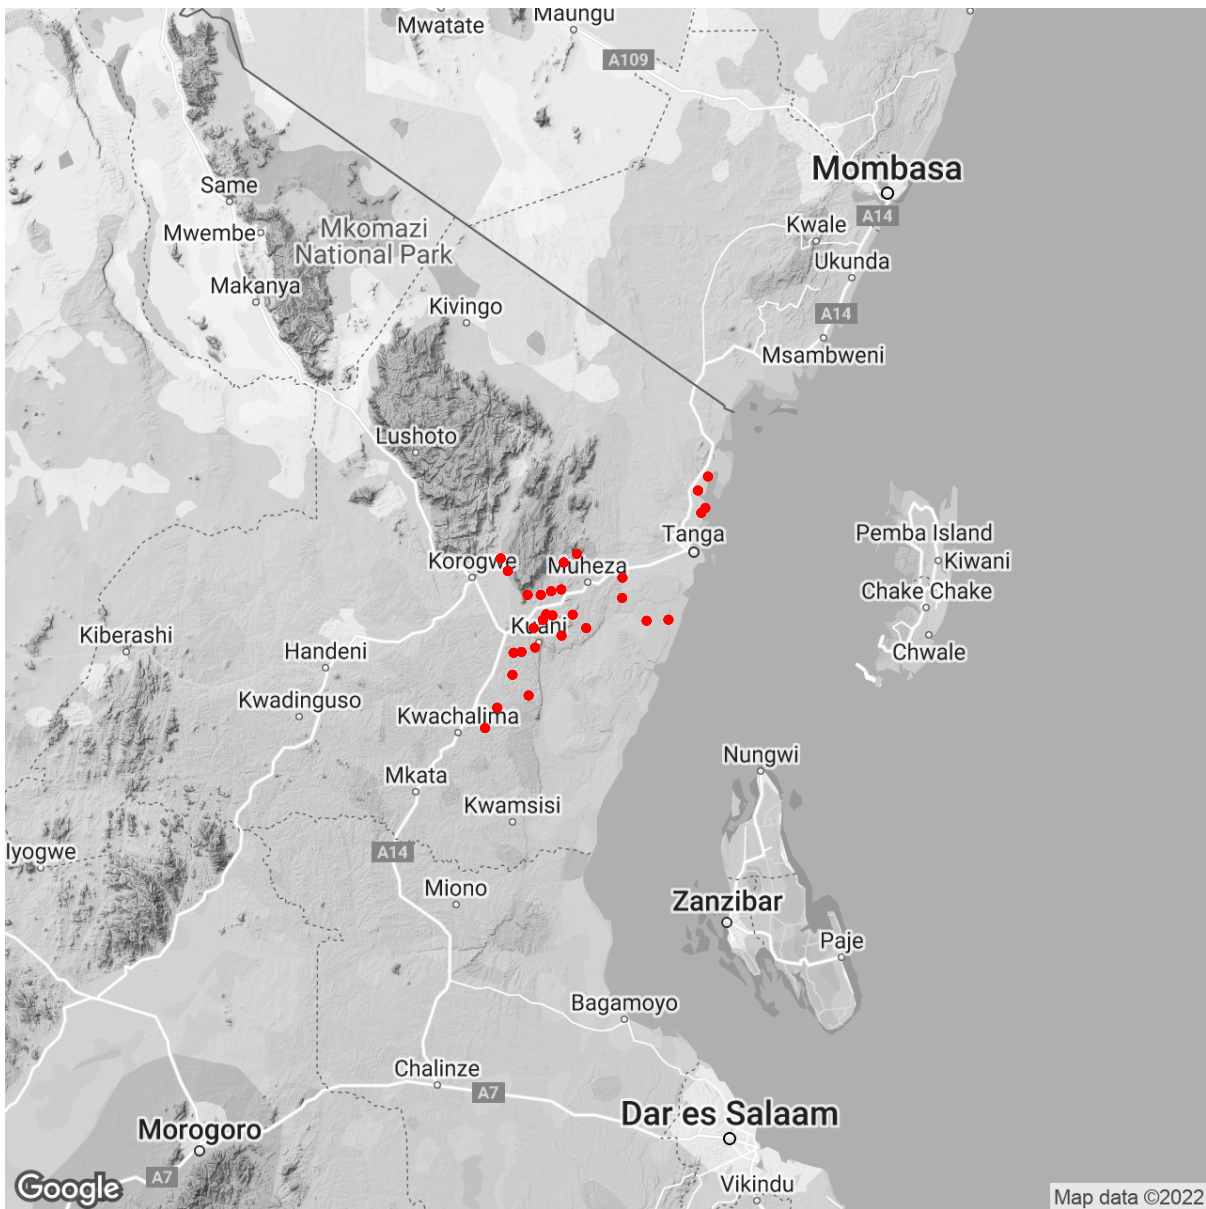 Maungu
Mwatate
A109
Mombasa
Same
A14
Mwembe
Mkomazi
National Park
Kwale
Ukunda
Makanya
Kivingo
A14
Msambweni
Lushoto
Tanga
Pemba Island
Korogwe
Muheza
Kiwani
Chake Chake
Kiberashi
Kuani
Handeni
Chwale
Kwadinguso
Kwachalima
Nungwi
Mkata
Kwamsisi
lyogwe
A14
Miono
Zanzibar
Paje
Bagamoyo
Chalinze
A7
Dar es Salaam
Morogoro
A7
Vikindu
Google
Map data ©2022